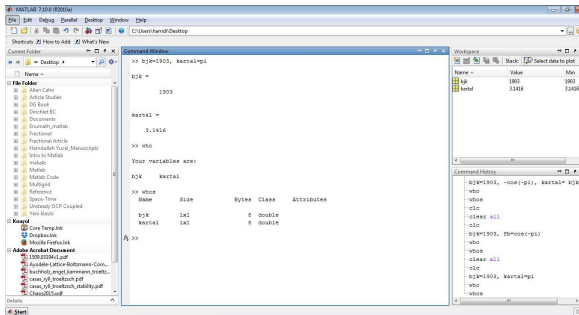 MATLAB 7.10.0 (R2010a)
File Edit Debug Parallel Desktop Window Help
C:\Users\hamdi\Desktop
Shortcuts How to Add What's New
Current Folder
Desktop
Name
File Folder
Allen Cahn
Article Studies
DG Book
Dinchlet BC
Documents
Enumath_matlab
Fractional
Fractional Article
Hamdullah Yucel_Manuscripts
Intro to Matlab
makale
Matlab
Matlab Code
Multigrid
Reference
Space-Time
Unsteady OCP Coupled
Yeni klasör
Kısayol
Core Temp.lnk
Dropbox.lnk
Mozilla Firefox.lnk
Adobe Acrobat Document
1509.03194v1.pdf
Ayodele-Lattice-Boltzmann-Com...
buchholz_engel_kammann_troeltz...
casas_ryll_troeltzsch.pdf
casas_ryll_troeltzsch_stability.pdf
Chaos2015.pdf
Details
Start
Command Window
>> bjk=1903, kartal=pi
bjk =
1903
kartal =
3.1416
>> who
Your variables are:
bjk kartal
>> whos
Name Size Bytes Class Attributes
bjk 1x1 8 double
kartal 1x1 8 double
fx >>
Workspace
Stack: Select data to plot
Name Value Min
bjk 1903 1903
kartal 3.1416 3.1416
Command History
bjk=1903, -cos(-pi), kartal= bjk
who
whos
clc
clear all
clc
bjk=1903, fb=cos(-pi)
who
whos
clear all
clc
bjk=1903, kartal=pi
who
whos